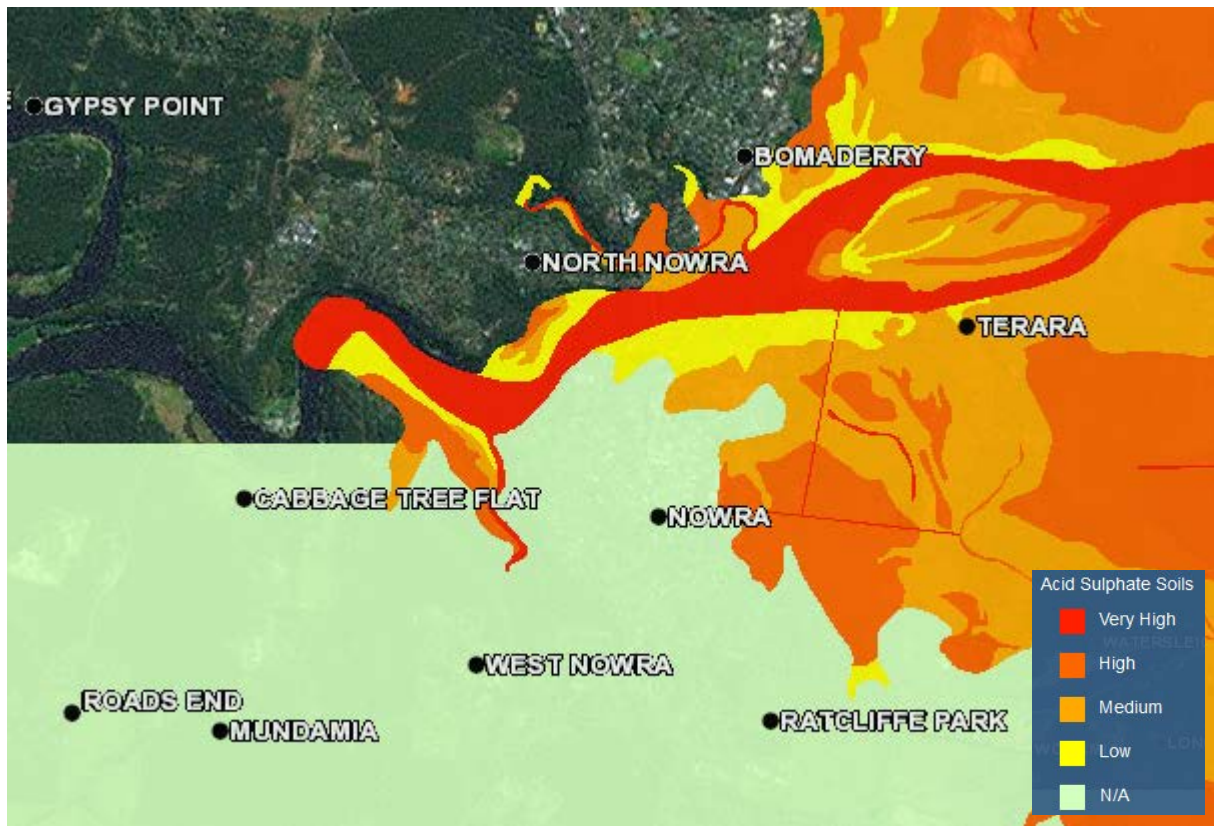 GYPSY POINT
BOMADERRY
NORTH NOWRA
TERARA
CABBAGE TREE FLAT
NOWRA
WEST NOWRA
ROADS END
MUNDAMIA
RATCLIFFE PARK
Acid Sulphate Soils
Very High
High
Medium
Low
N/A